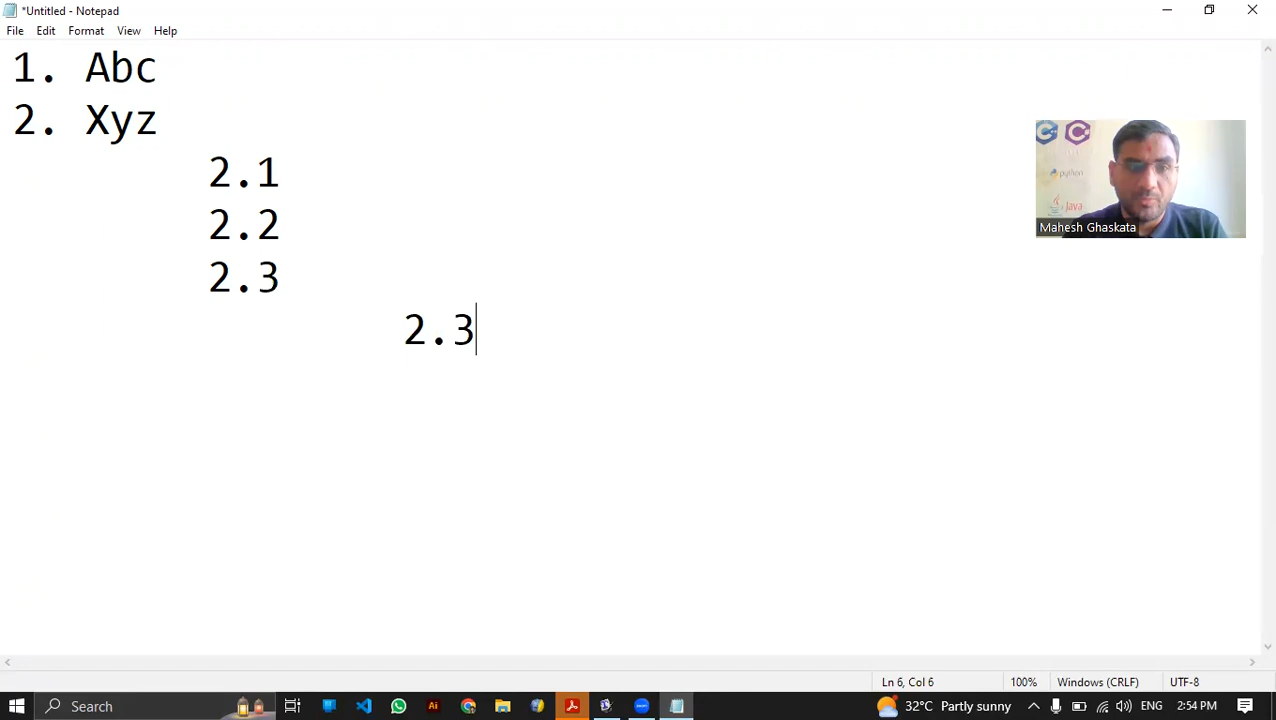 *Untitled - Notepad
File Edit Format View Help
1. Abc
2. Xyz
2.1
2.2
2.3
2.3
python
Java
Mahesh Ghaskata
Ln 6, Col 6 100% Windows (CRLF) UTF-8
Search 32°C Partly sunny ENG 2:54 PM